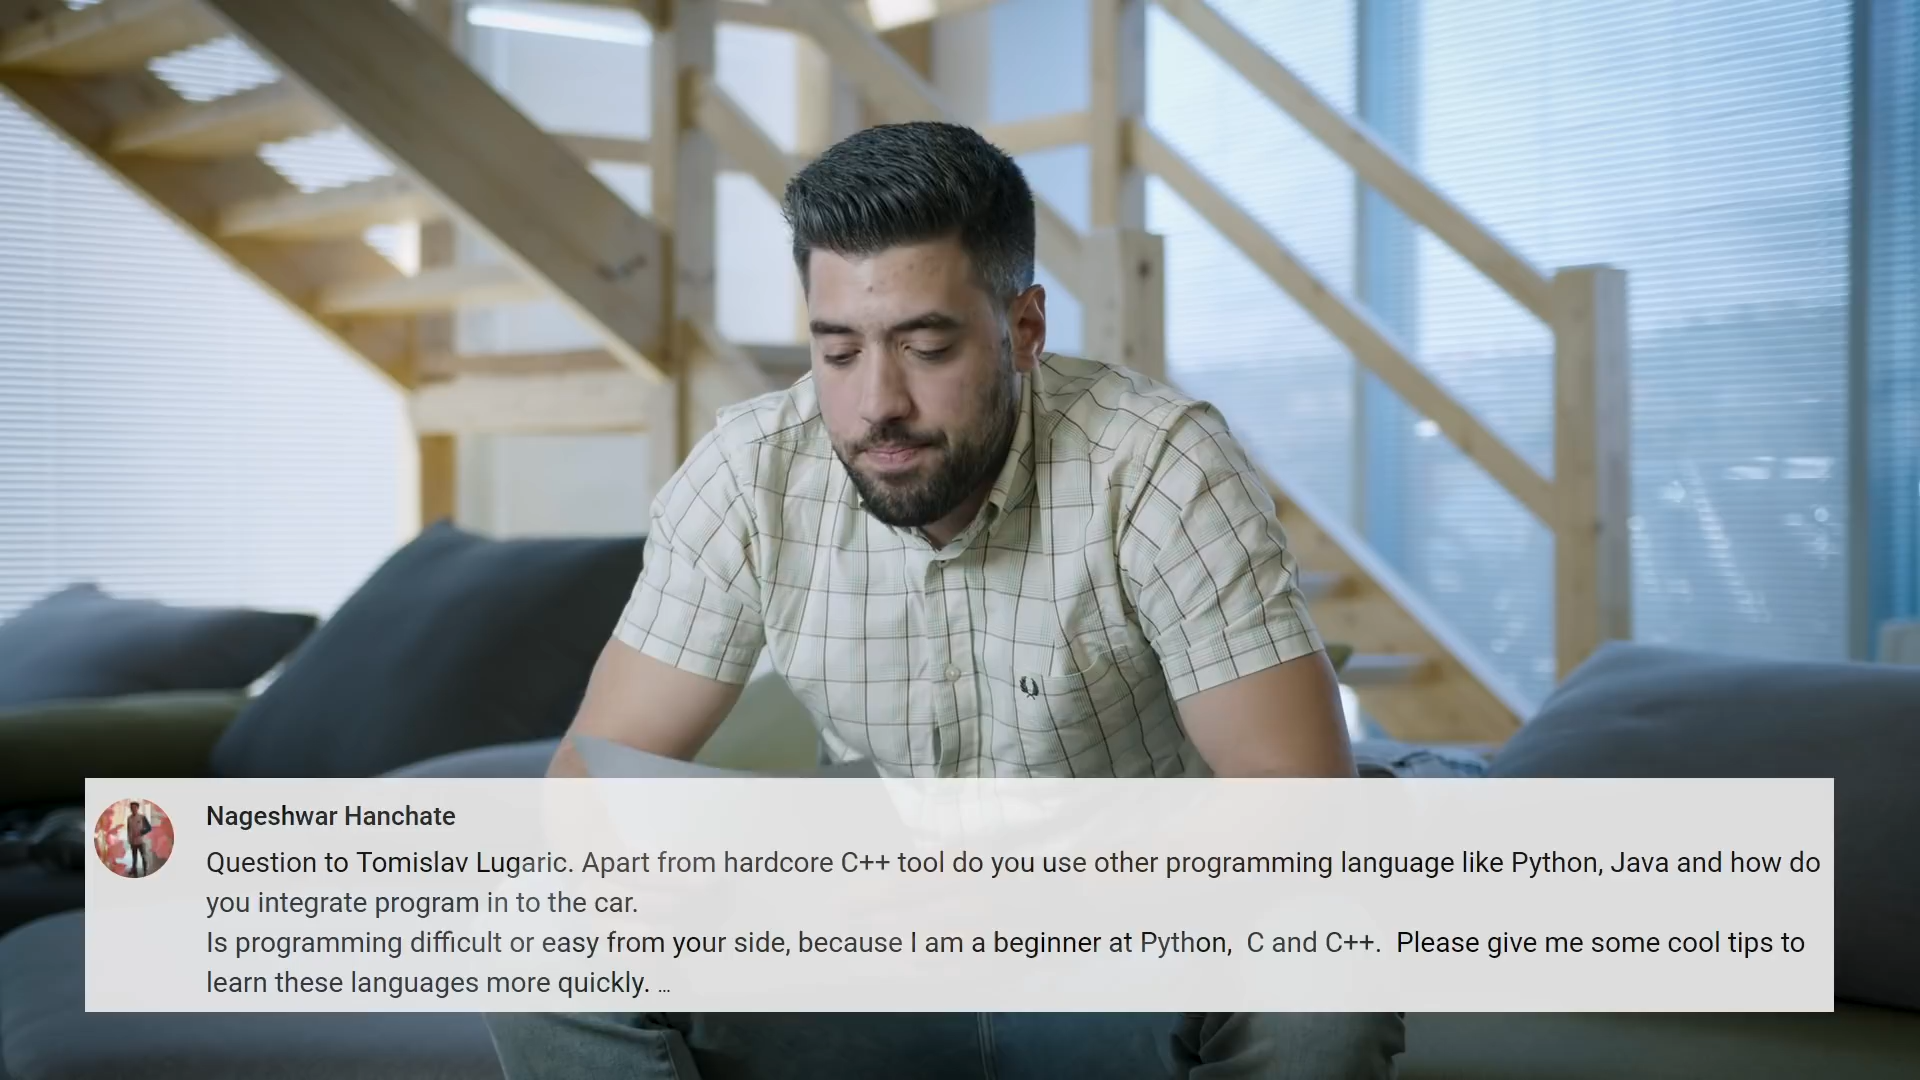 Nageshwar Hanchate
Question to Tomislav Lugaric. Apart from hardcore C++ tool do you use other programming language like Python, Java and how do
you integrate program in to the car.
Is programming difficult or easy from your side, because I am a beginner at Python,  C and C++.  Please give me some cool tips to
learn these languages more quickly. ...